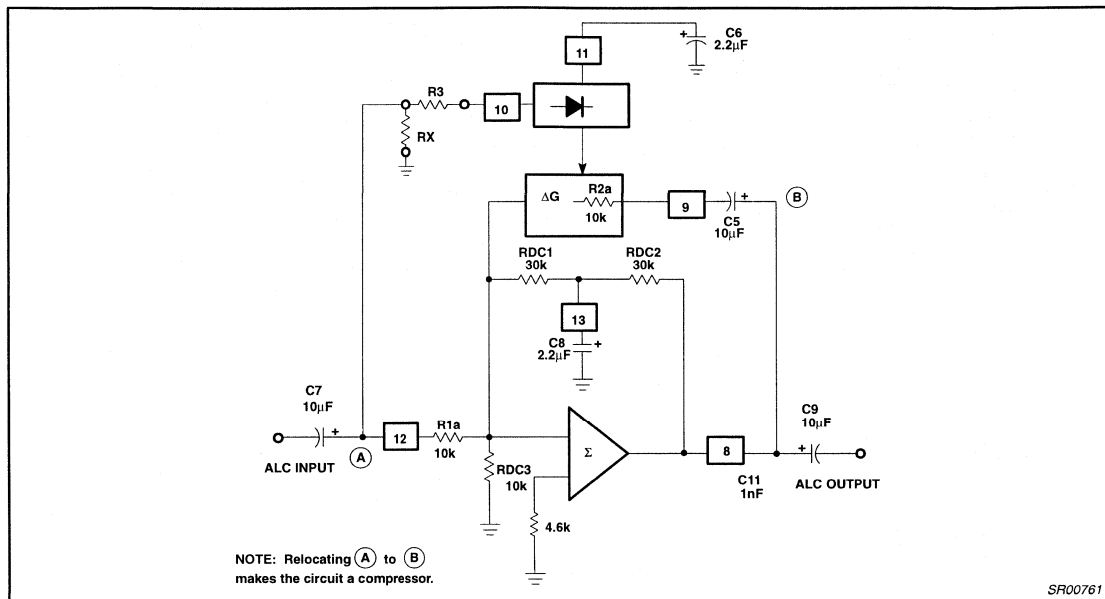 C6
2.2µF
+
11
R3
10
RX
ΔG
R2a
10k
9
+
C5
10µF
B
RDC1
30k
RDC2
30k
13
C8
2.2µF
+
C7
10µF
+
12
R1a
10k
ALC INPUT
A
RDC3
10k
Σ
4.6k
8
C11
1nF
C9
10µF
+
ALC OUTPUT
NOTE: Relocating A to B
makes the circuit a compressor.
SR00761